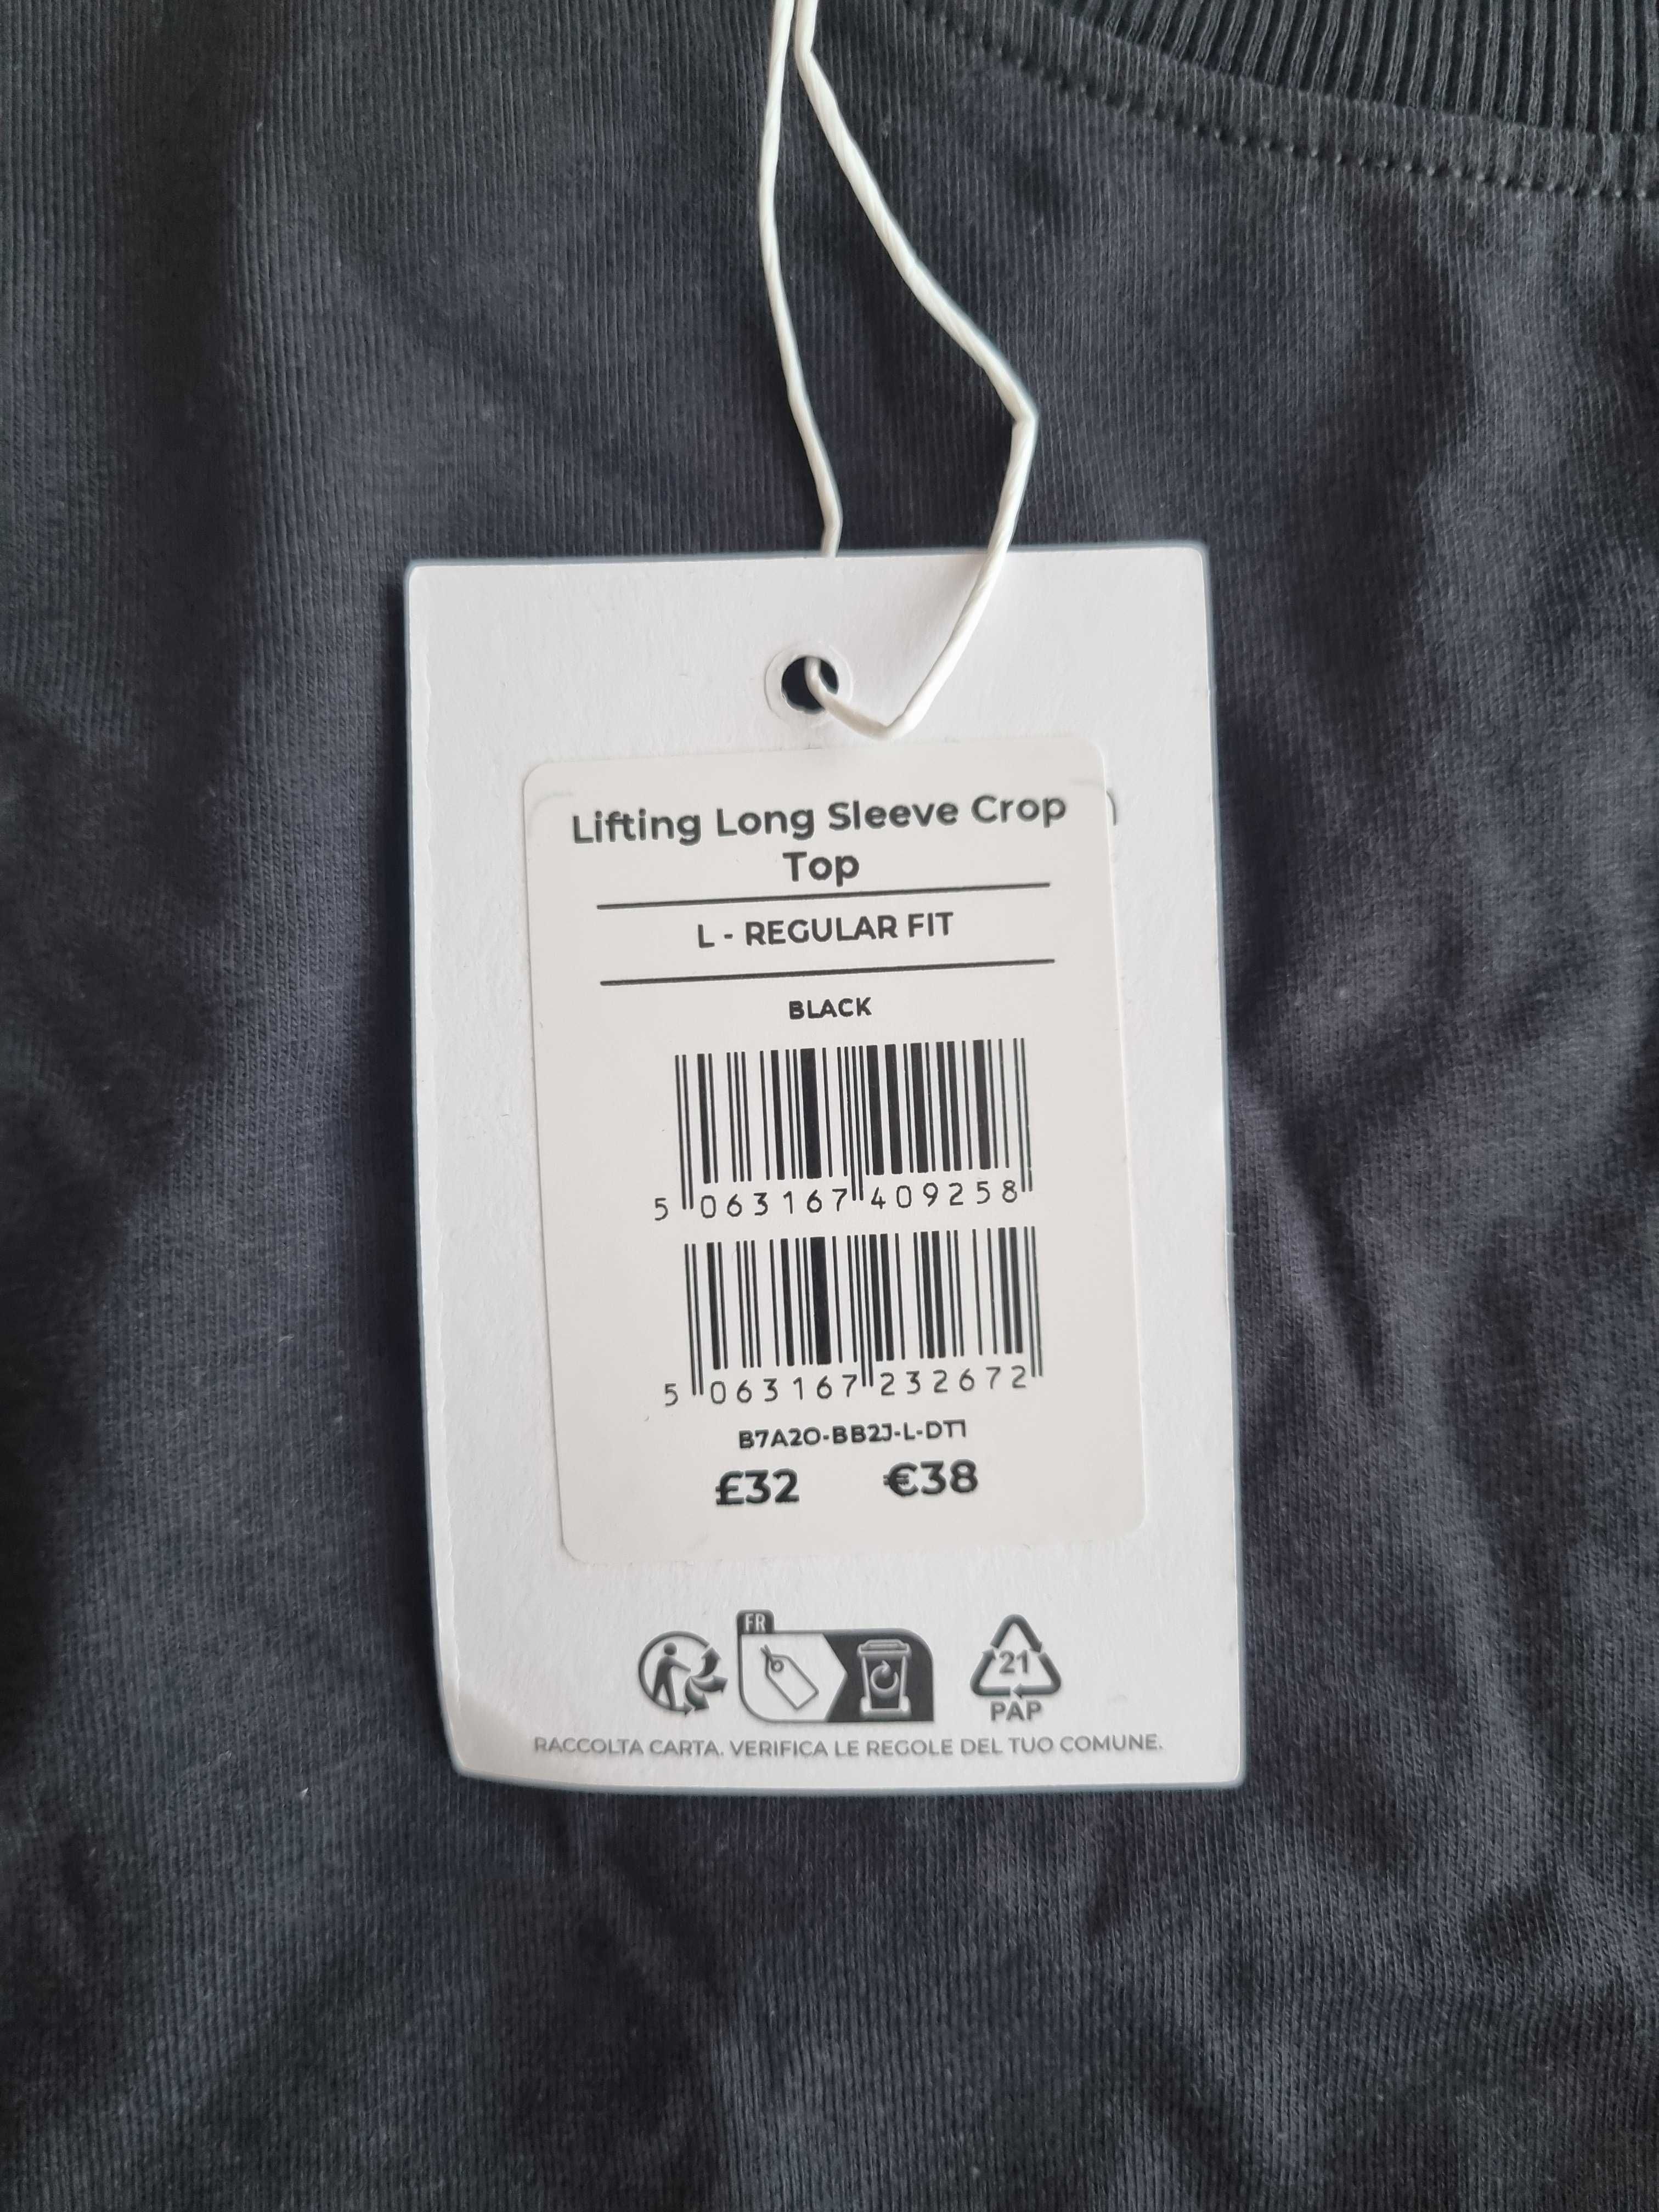 Lifting Long Sleeve Crop
Top
L - REGULAR FIT
BLACK
5 063167 409258
5 063167 232672
B7A2O-BB2J-L-DT1
£32 €38
FR
21
PAP
RACCOLTA CARTA. VERIFICA LE REGOLE DEL TUO COMUNE.